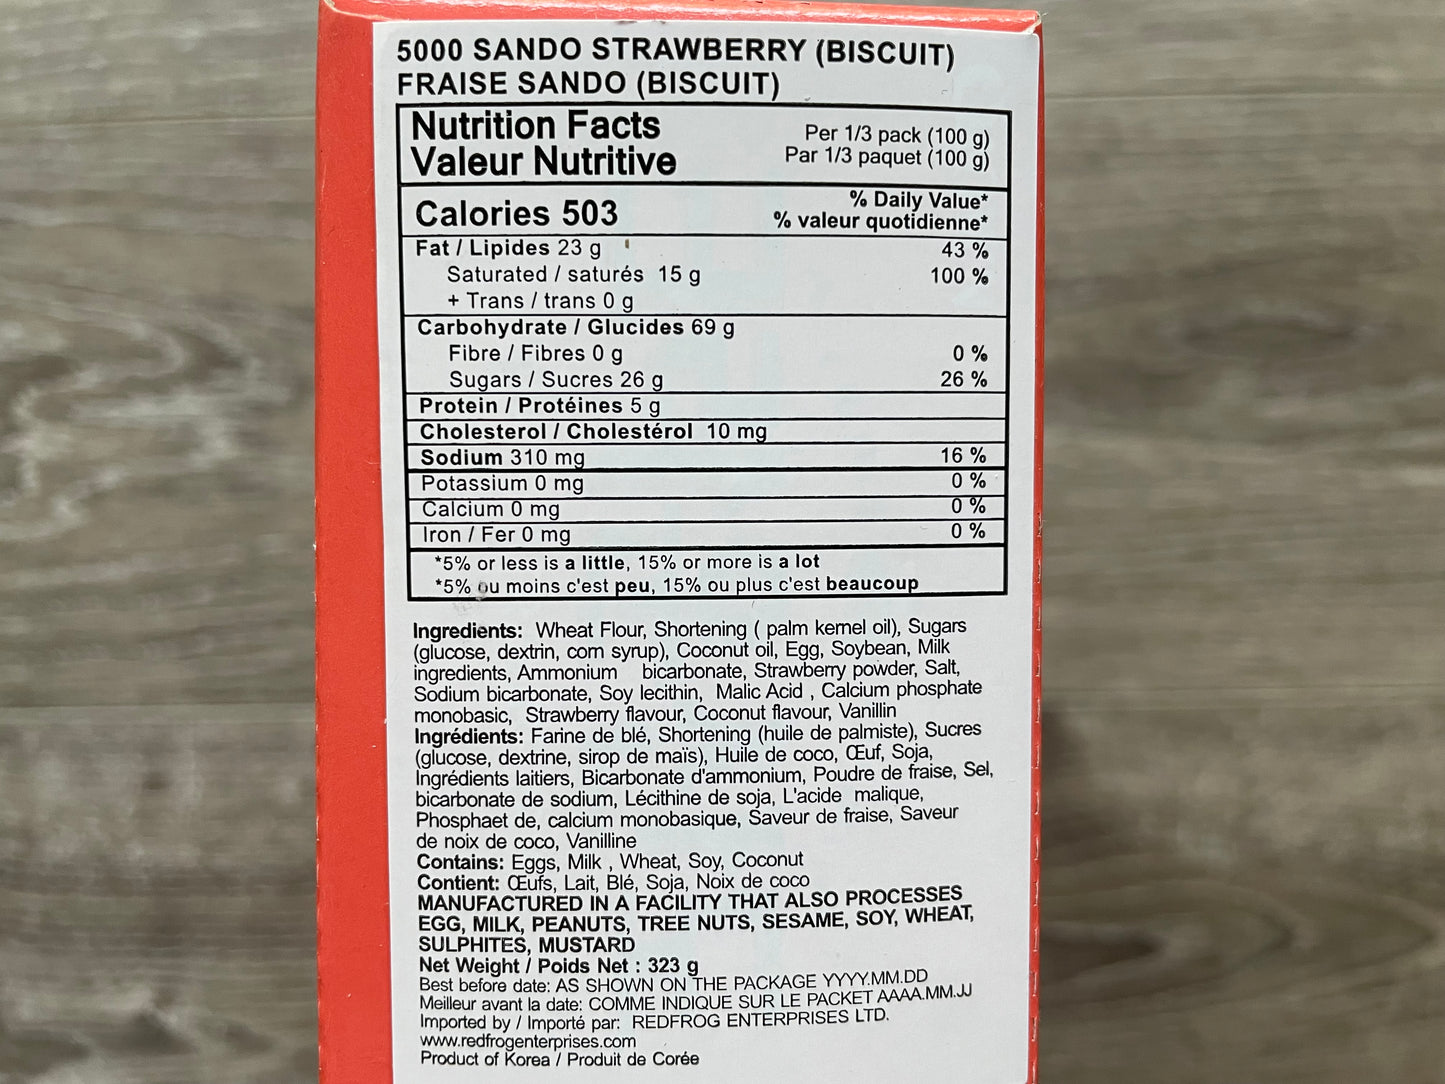 5000 SANDO STRAWBERRY (BISCUIT)
FRAISE SANDO (BISCUIT)
Nutrition Facts
Valeur Nutritive
Per 1/3 pack (100 g)
Par 1/3 paquet (100 g)
Calories 503
% Daily Value*
% valeur quotidienne*
Fat / Lipides 23 g 43 %
Saturated / saturés 15 g 100 %
+ Trans / trans 0 g
Carbohydrate / Glucides 69 g
Fibre / Fibres 0 g 0 %
Sugars / Sucres 26 g 26 %
Protein / Protéines 5 g
Cholesterol / Cholestérol 10 mg
Sodium 310 mg 16 %
Potassium 0 mg 0 %
Calcium 0 mg 0 %
Iron / Fer 0 mg 0 %
*5% or less is a little, 15% or more is a lot
*5% ou moins c'est peu, 15% ou plus c'est beaucoup
Ingredients: Wheat Flour, Shortening ( palm kernel oil), Sugars
(glucose, dextrin, corn syrup), Coconut oil, Egg, Soybean, Milk
ingredients, Ammonium bicarbonate, Strawberry powder, Salt,
Sodium bicarbonate, Soy lecithin, Malic Acid , Calcium phosphate
monobasic, Strawberry flavour, Coconut flavour, Vanillin
Ingrédients: Farine de blé, Shortening (huile de palmiste), Sucres
(glucose, dextrine, sirop de maïs), Huile de coco, Œuf, Soja,
Ingrédients laitiers, Bicarbonate d'ammonium, Poudre de fraise, Sel,
bicarbonate de sodium, Lécithine de soja, L'acide malique,
Phosphaet de, calcium monobasique, Saveur de fraise, Saveur
de noix de coco, Vanilline
Contains: Eggs, Milk , Wheat, Soy, Coconut
Contient: Œufs, Lait, Blé, Soja, Noix de coco
MANUFACTURED IN A FACILITY THAT ALSO PROCESSES
EGG, MILK, PEANUTS, TREE NUTS, SESAME, SOY, WHEAT,
SULPHITES, MUSTARD
Net Weight / Poids Net : 323 g
Best before date: AS SHOWN ON THE PACKAGE YYYY.MM.DD
Meilleur avant la date: COMME INDIQUE SUR LE PACKET AAAA.MM.JJ
Imported by / Importé par: REDFROG ENTERPRISES LTD.
www.redfrogenterprises.com
Product of Korea / Produit de Corée